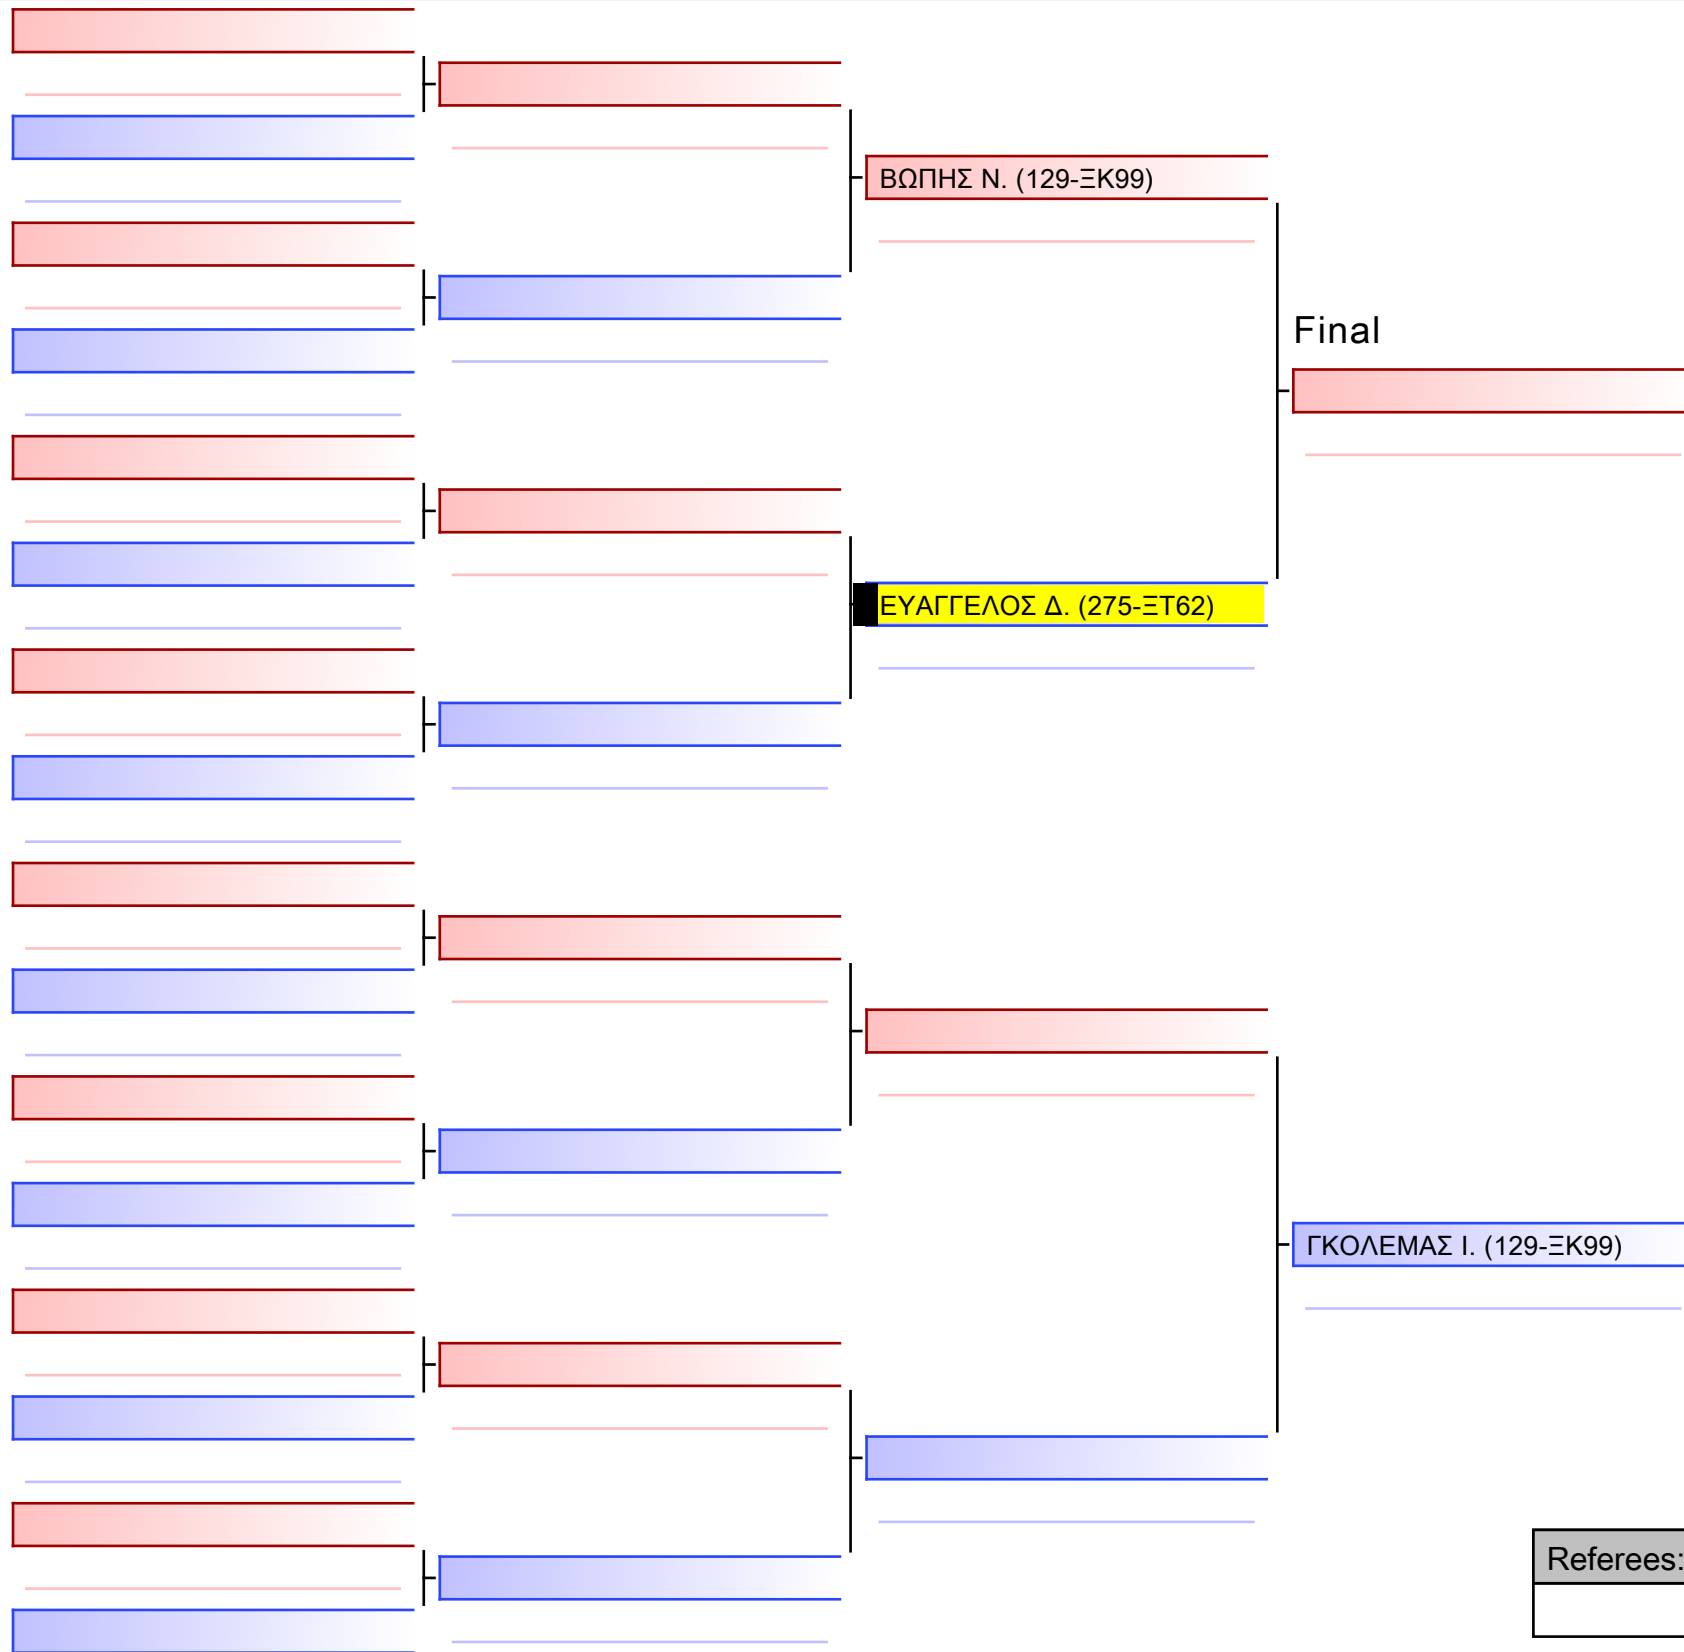 ΒΩΠΗΣ Ν. (129-ΞΚ99)
Final
ΕΥΑΓΓΕΛΟΣ Δ. (275-ΞΤ62)
ΓΚΟΛΕΜΑΣ Ι. (129-ΞΚ99)
Referees: